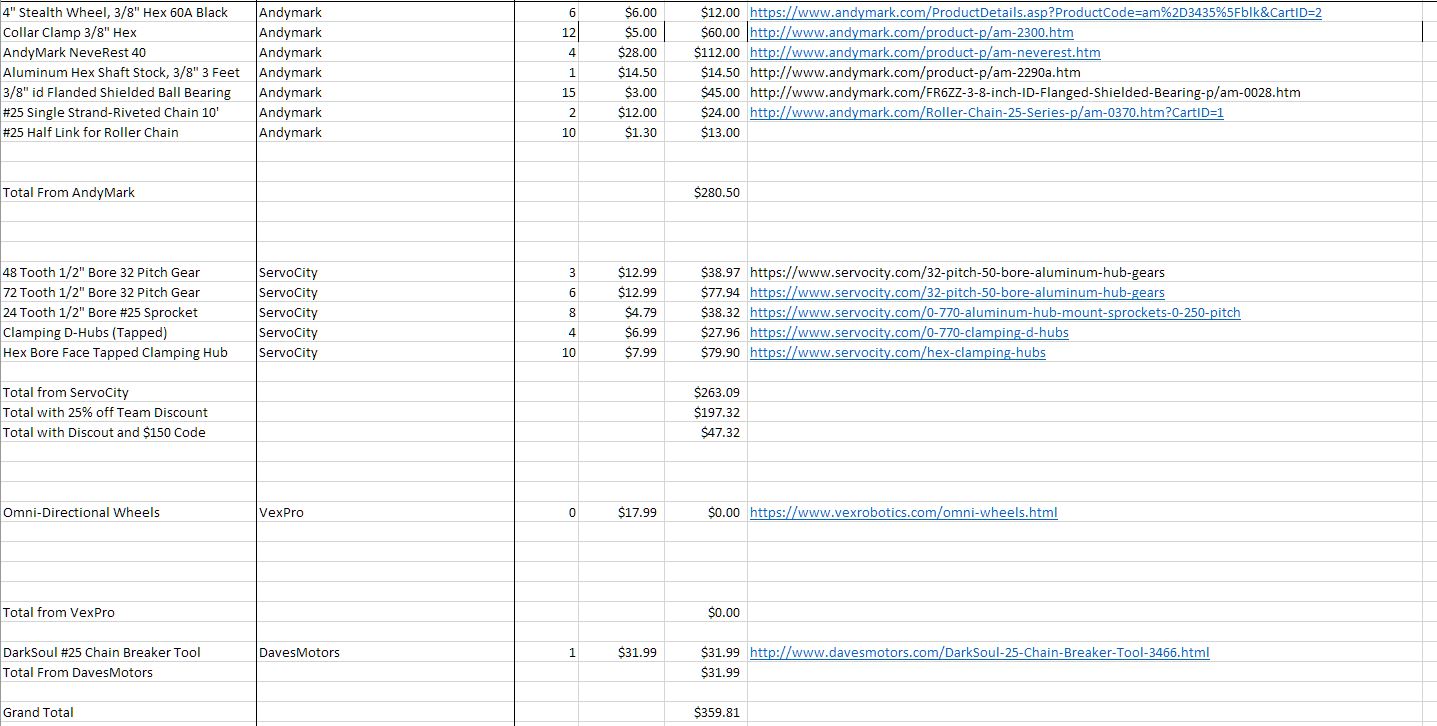 4" Stealth Wheel, 3/8" Hex 60A Black Andymark 6 $6.00 $12.00 https://www.andymark.com/ProductDetails.asp?ProductCode=am%2D3435%5Fblk&CartID=2
Collar Clamp 3/8" Hex Andymark 12 $5.00 $60.00 http://www.andymark.com/product-p/am-2300.htm
AndyMark NeveRest 40 Andymark 4 $28.00 $112.00 http://www.andymark.com/product-p/am-neverest.htm
Aluminum Hex Shaft Stock, 3/8" 3 Feet Andymark 1 $14.50 $14.50 http://www.andymark.com/product-p/am-2290a.htm
3/8" id Flanded Shielded Ball Bearing Andymark 15 $3.00 $45.00 http://www.andymark.com/FR6ZZ-3-8-inch-ID-Flanged-Shielded-Bearing-p/am-0028.htm
#25 Single Strand-Riveted Chain 10' Andymark 2 $12.00 $24.00 http://www.andymark.com/Roller-Chain-25-Series-p/am-0370.htm?CartID=1
#25 Half Link for Roller Chain Andymark 10 $1.30 $13.00
Total From AndyMark $280.50
48 Tooth 1/2" Bore 32 Pitch Gear ServoCity 3 $12.99 $38.97 https://www.servocity.com/32-pitch-50-bore-aluminum-hub-gears
72 Tooth 1/2" Bore 32 Pitch Gear ServoCity 6 $12.99 $77.94 https://www.servocity.com/32-pitch-50-bore-aluminum-hub-gears
24 Tooth 1/2" Bore #25 Sprocket ServoCity 8 $4.79 $38.32 https://www.servocity.com/0-770-aluminum-hub-mount-sprockets-0-250-pitch
Clamping D-Hubs (Tapped) ServoCity 4 $6.99 $27.96 https://www.servocity.com/0-770-clamping-d-hubs
Hex Bore Face Tapped Clamping Hub ServoCity 10 $7.99 $79.90 https://www.servocity.com/hex-clamping-hubs
Total from ServoCity $263.09
Total with 25% off Team Discount $197.32
Total with Discout and $150 Code $47.32
Omni-Directional Wheels VexPro 0 $17.99 $0.00 https://www.vexrobotics.com/omni-wheels.html
Total from VexPro $0.00
DarkSoul #25 Chain Breaker Tool DavesMotors 1 $31.99 $31.99 http://www.davesmotors.com/DarkSoul-25-Chain-Breaker-Tool-3466.html
Total From DavesMotors $31.99
Grand Total $359.81